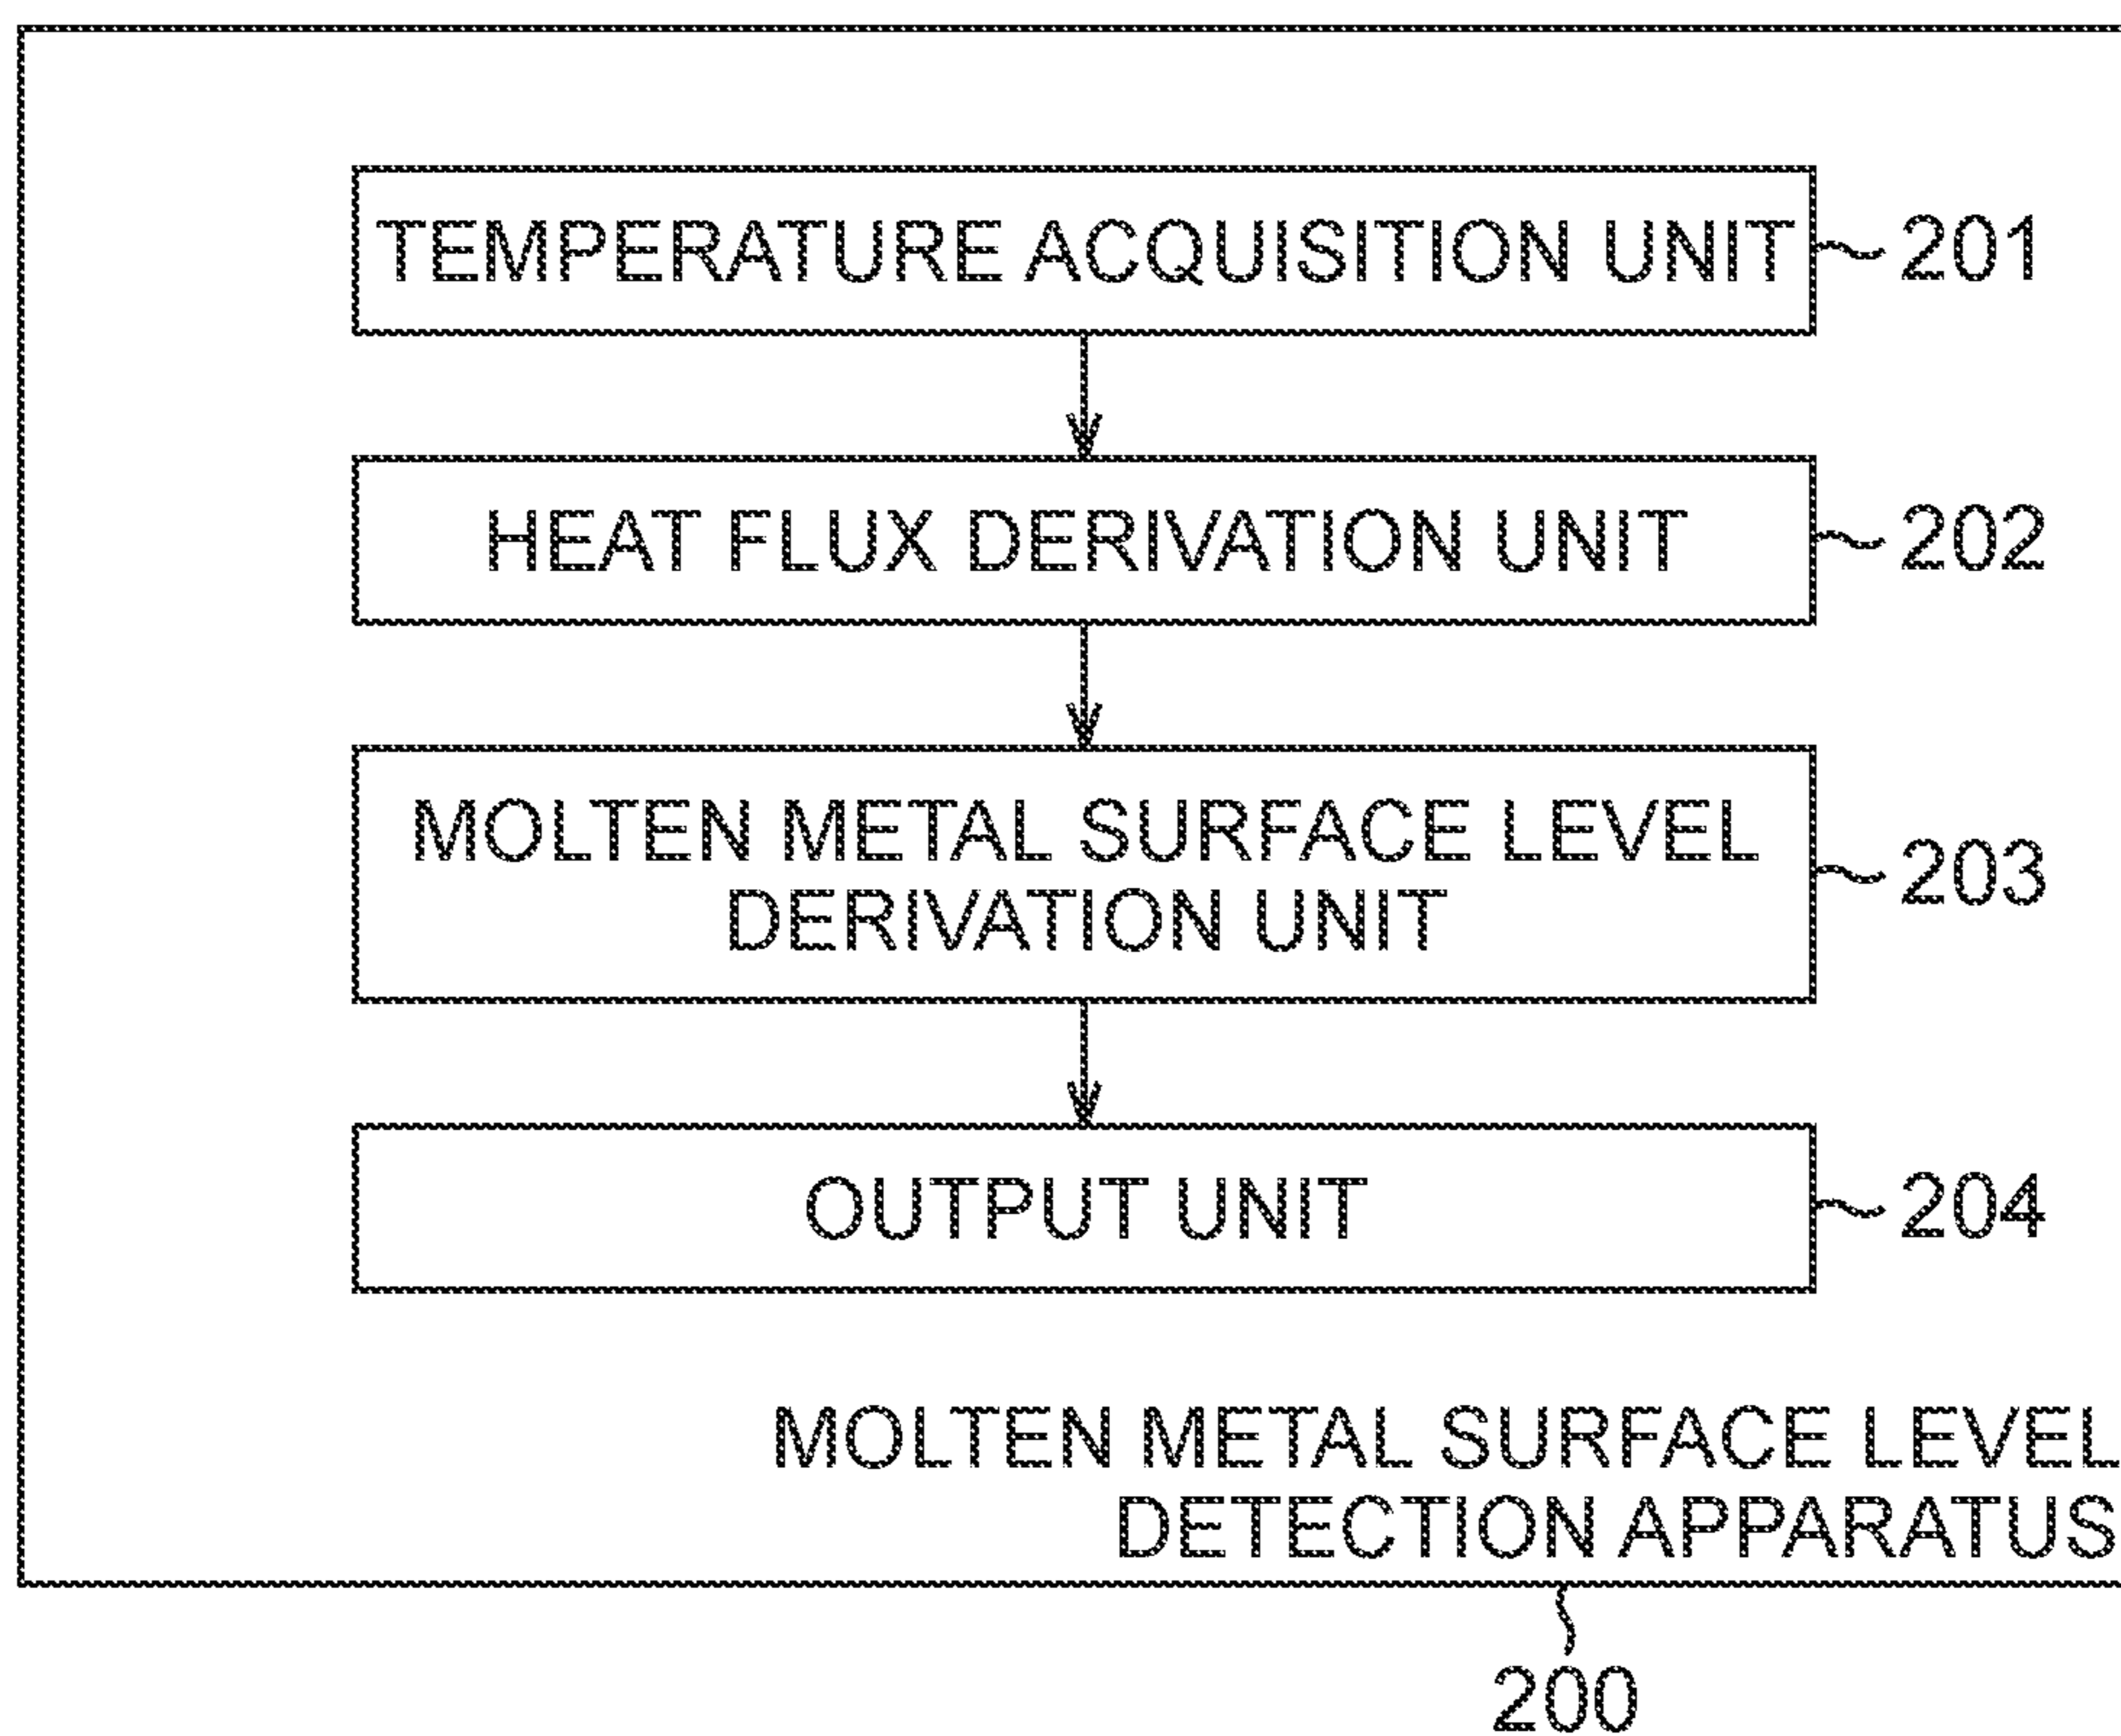 TEMPERATURE ACQUISITION UNIT
201
HEAT FLUX DERIVATION UNIT
202
MOLTEN METAL SURFACE LEVEL
DERIVATION UNIT
203
OUTPUT UNIT
204
MOLTEN METAL SURFACE LEVEL
DETECTION APPARATUS
200